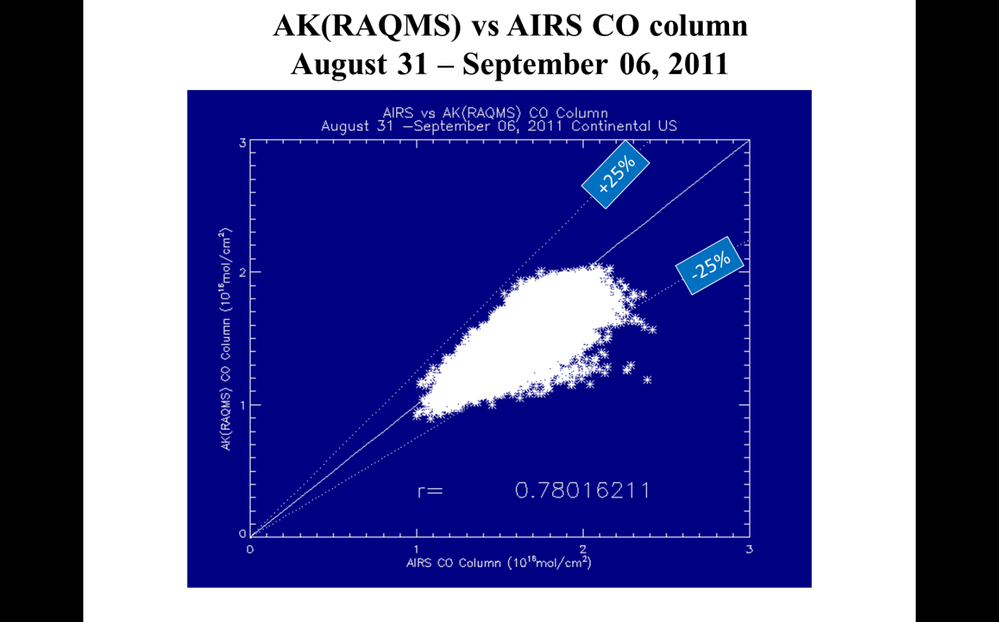 AK(RAQMS) vs AIRS CO column
August 31 – September 06, 2011
AIRS vs AK(RAQMS) CO Column
August 31 –September 06, 2011 Continental US
+25%
-25%
3
2
1
0
AK(RAQMS) CO Column (10¹⁸mol/cm²)
r= 0.78016211
0 1 2 3
AIRS CO Column (10¹⁸mol/cm²)